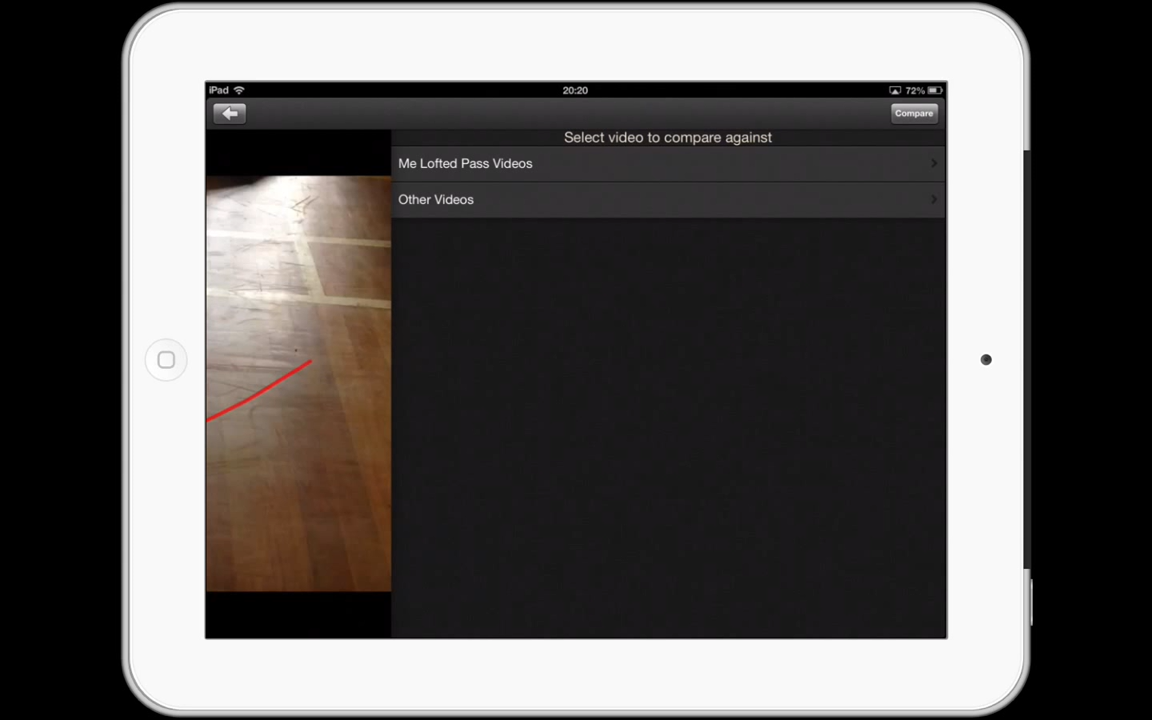 iPad 20:20 72%
Compare
Select video to compare against
Me Lofted Pass Videos
Other Videos